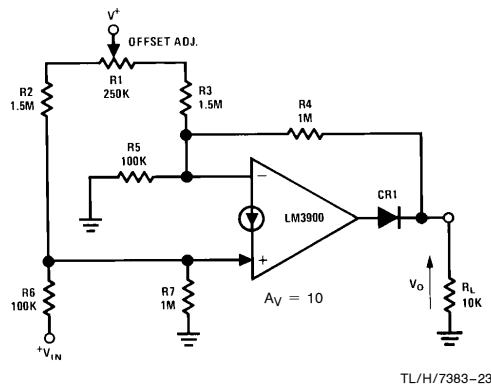 V+
OFFSET ADJ.
R1
250K
R2
1.5M
R3
1.5M
R4
1M
R5
100K
−
LM3900
CR1
+
R6
100K
R7
1M
AV = 10
VO
RL
10K
+VIN
TL/H/7383–23